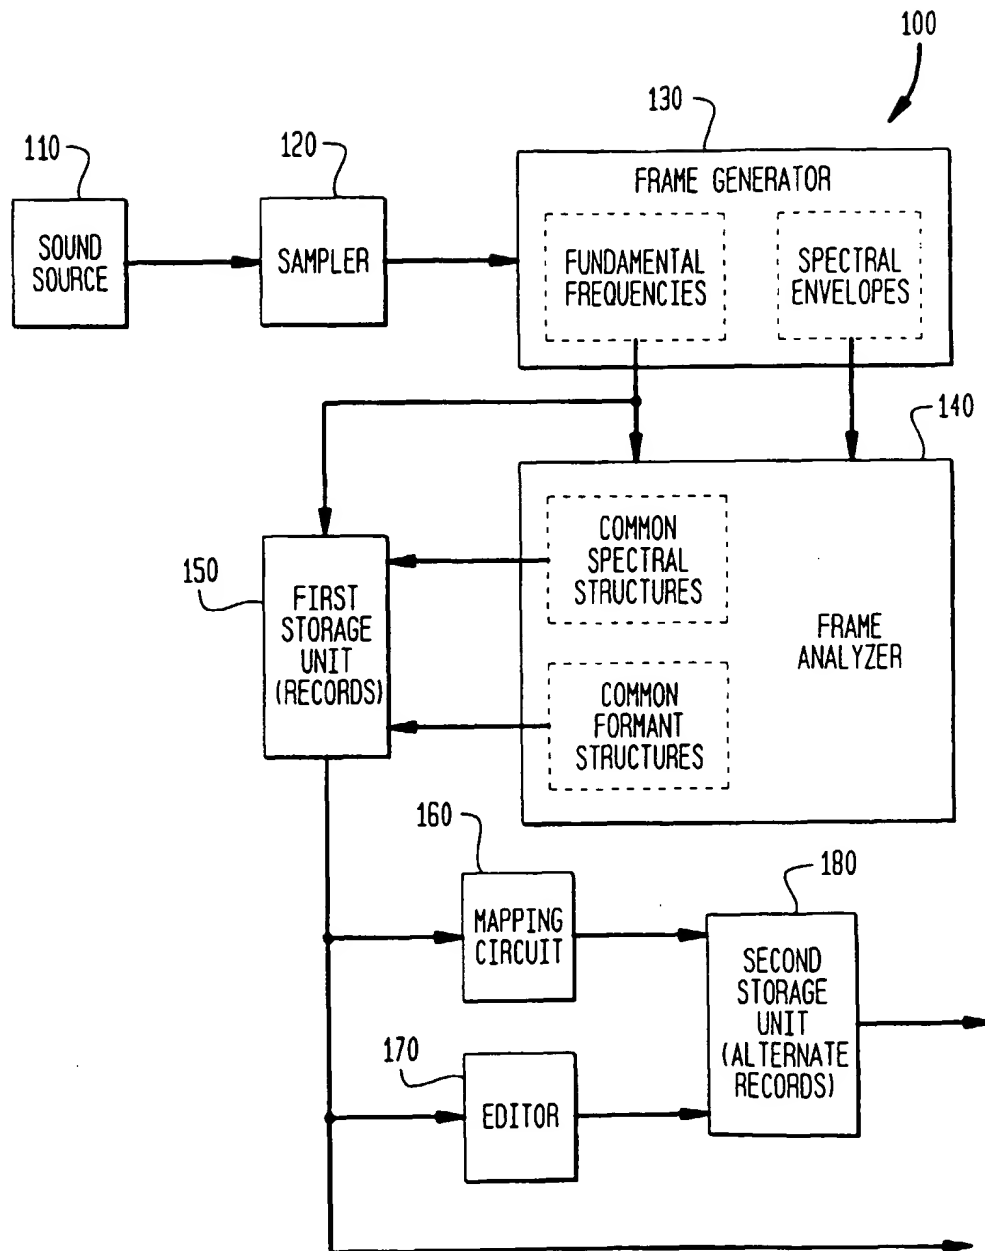 100
130
110
120
FRAME GENERATOR
SOUND
SOURCE
SAMPLER
FUNDAMENTAL
FREQUENCIES
SPECTRAL
ENVELOPES
140
COMMON
SPECTRAL
STRUCTURES
150
FIRST
STORAGE
UNIT
(RECORDS)
FRAME
ANALYZER
COMMON
FORMANT
STRUCTURES
160
180
MAPPING
CIRCUIT
SECOND
STORAGE
UNIT
(ALTERNATE
RECORDS)
170
EDITOR